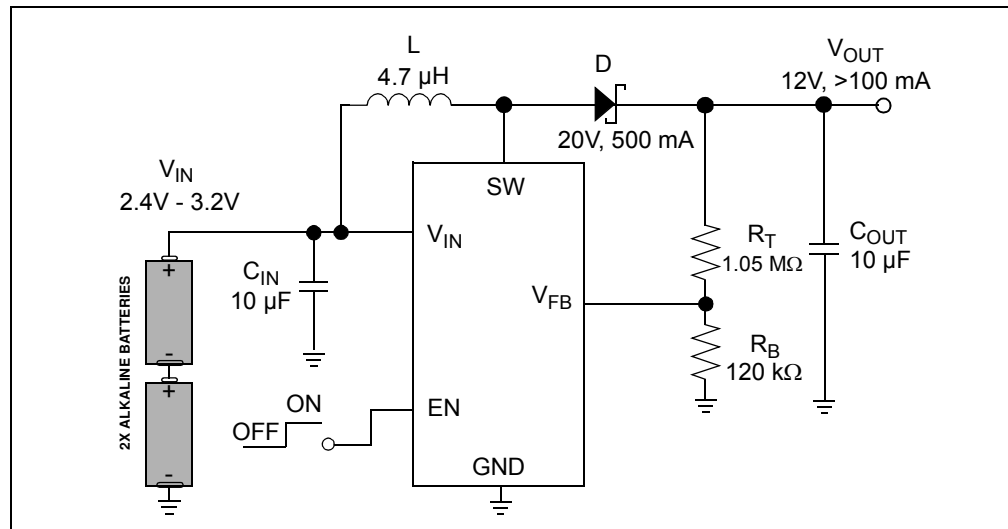 L
4.7 µH
D
20V, 500 mA
V_OUT
12V, >100 mA
V_IN
2.4V - 3.2V
SW
V_IN
C_IN
10 µF
R_T
1.05 MΩ
C_OUT
10 µF
V_FB
R_B
120 kΩ
2X ALKALINE BATTERIES
+
-
+
-
ON
OFF
EN
GND